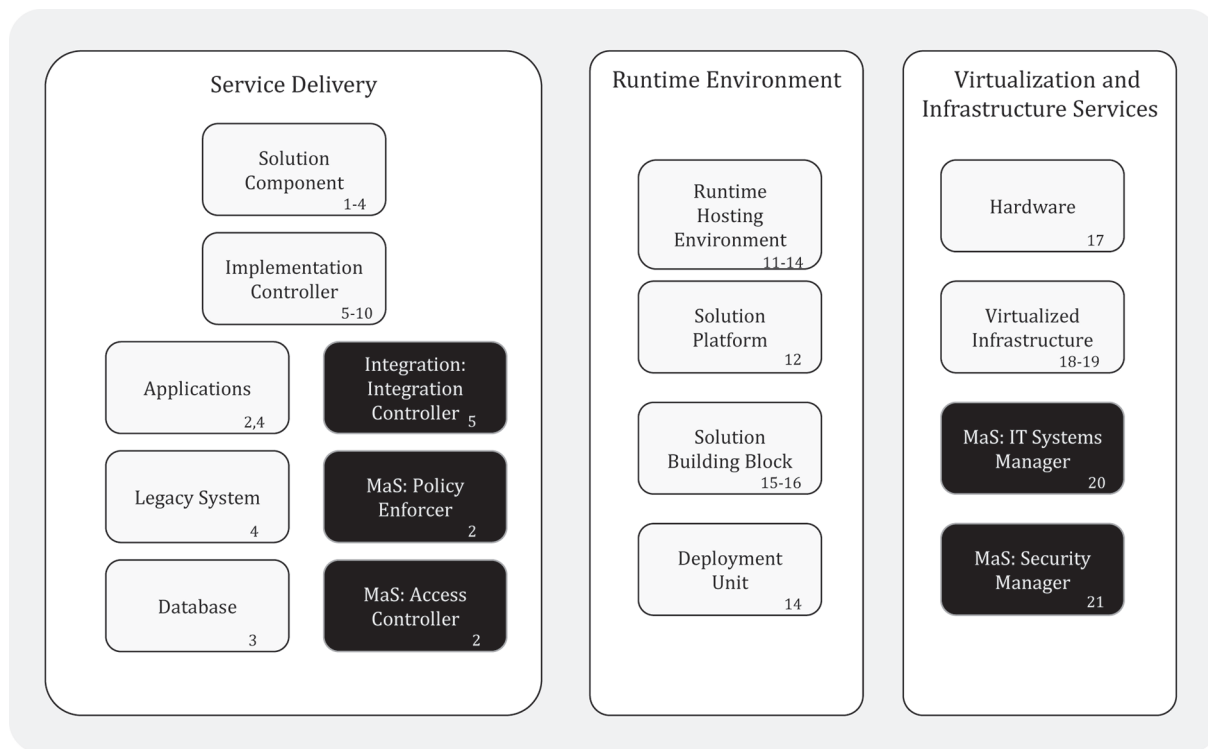 Service Delivery
Solution
Component
1-4
Implementation
Controller
5-10
Applications
2,4
Integration:
Integration
Controller
5
Legacy System
4
MaS: Policy
Enforcer
2
Database
3
MaS: Access
Controller
2
Runtime Environment
Runtime
Hosting
Environment
11-14
Solution
Platform
12
Solution
Building Block
15-16
Deployment
Unit
14
Virtualization and
Infrastructure Services
Hardware
17
Virtualized
Infrastructure
18-19
MaS: IT Systems
Manager
20
MaS: Security
Manager
21